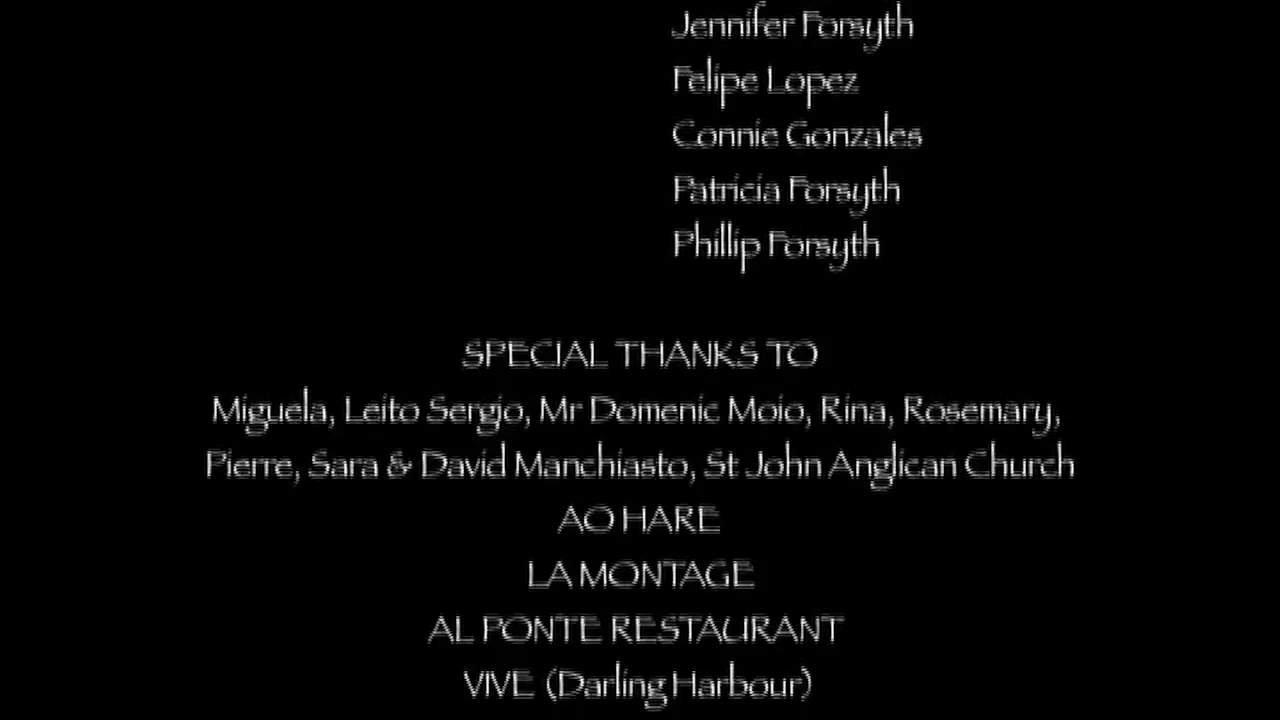 Jennifer Forsyth
Felipe Lopez
Connie Gonzales
Patricia Forsyth
Phillip Forsyth
SPECIAL THANKS TO
Miguela, Leito Sergio, Mr Domenic Moio, Rina, Rosemary,
Pierre, Sara & David Manchiasto, St John Anglican Church
AO HARE
LA MONTAGE
AL PONTE RESTAURANT
VIVE (Darling Harbour)